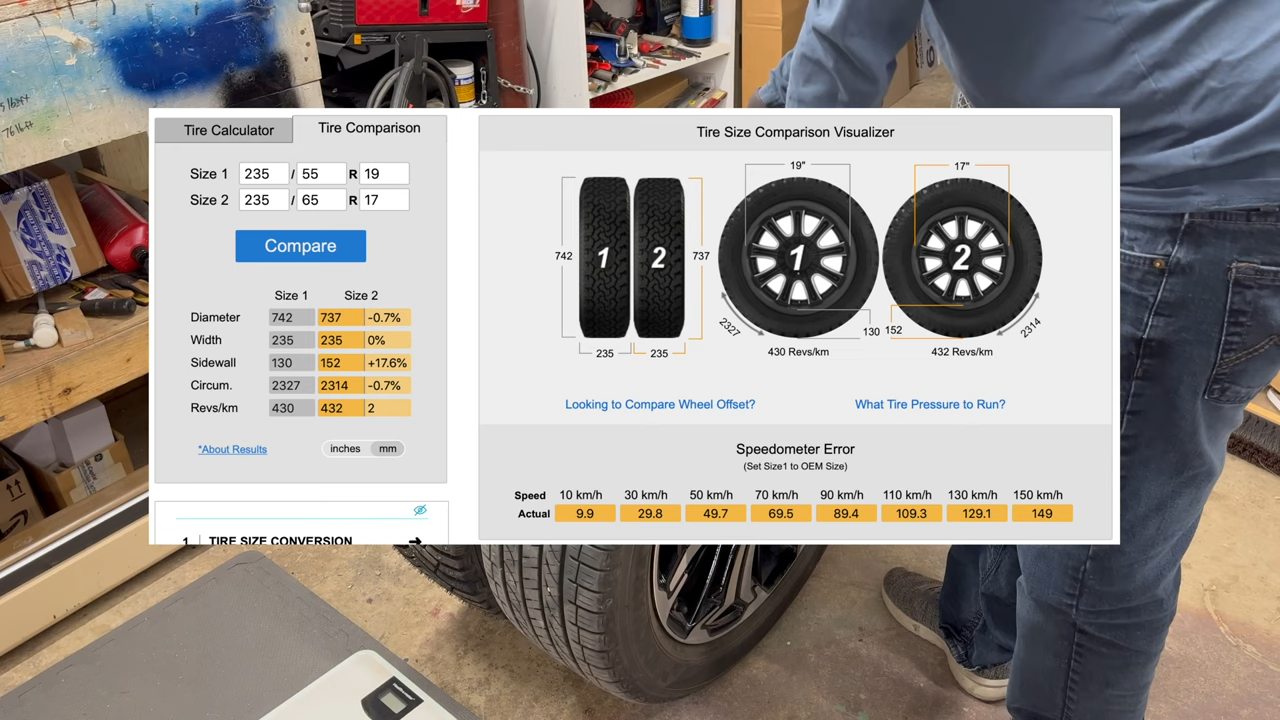 76 lbft
Tire Calculator
Tire Comparison
Size 1 235 / 55 R 19
Size 2 235 / 65 R 17
Compare
Size 1 Size 2
Diameter 742 737 -0.7%
Width 235 235 0%
Sidewall 130 152 +17.6%
Circum. 2327 2314 -0.7%
Revs/km 430 432 2
*About Results
inches mm
1 | TIRE SIZE CONVERSION →
Tire Size Comparison Visualizer
19"
17"
742
1
2
737
1
2
2327
130
152
2314
235
235
430 Revs/km
432 Revs/km
Looking to Compare Wheel Offset?
What Tire Pressure to Run?
Speedometer Error
(Set Size1 to OEM Size)
Speed 10 km/h 30 km/h 50 km/h 70 km/h 90 km/h 110 km/h 130 km/h 150 km/h
Actual 9.9 29.8 49.7 69.5 89.4 109.3 129.1 149